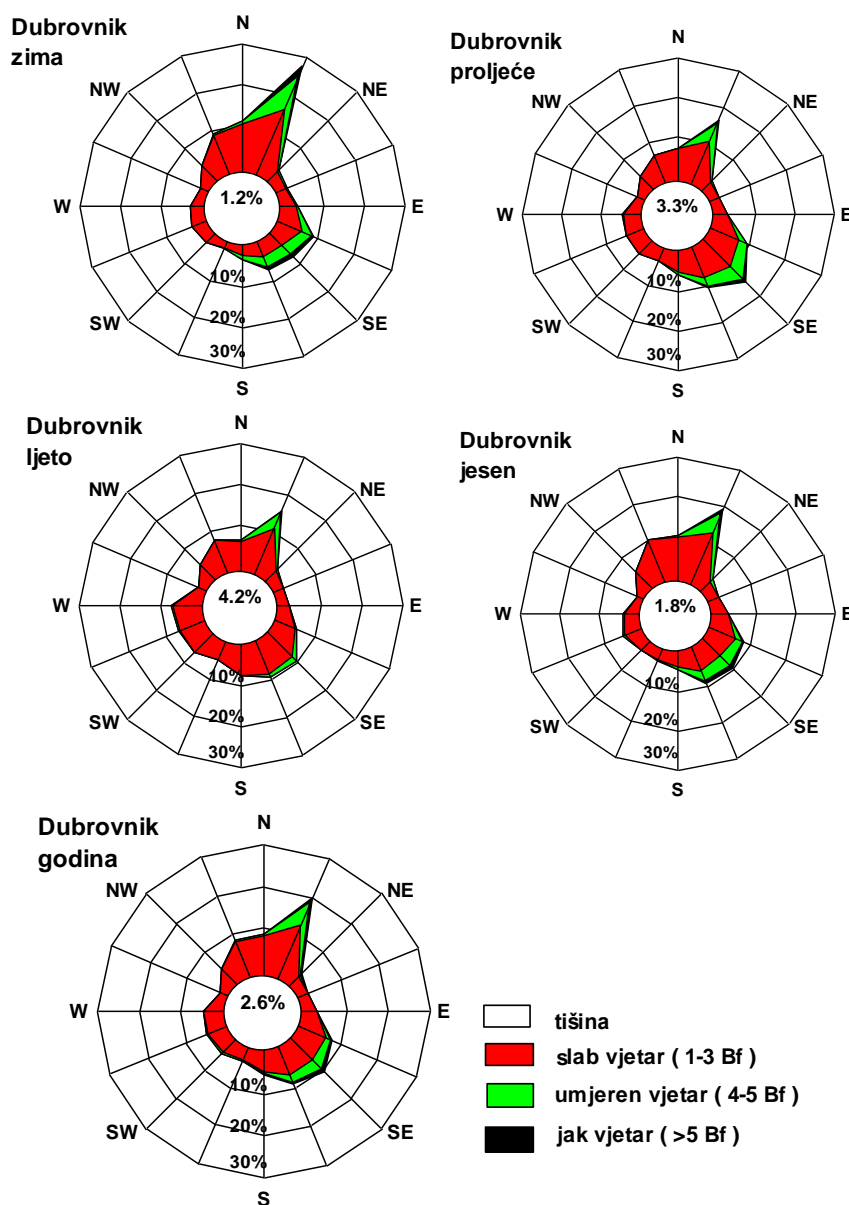 Dubrovnik
zima
N
NE
E
SE
S
SW
W
NW
1.2%
10%
20%
30%
Dubrovnik
proljeće
N
NE
E
SE
S
SW
W
NW
3.3%
10%
20%
30%
Dubrovnik
ljeto
N
NE
E
SE
S
SW
W
NW
4.2%
10%
20%
30%
Dubrovnik
jesen
N
NE
E
SE
S
SW
W
NW
1.8%
10%
20%
30%
Dubrovnik
godina
N
NE
E
SE
S
SW
W
NW
2.6%
10%
20%
30%
tišina
slab vjetar ( 1-3 Bf )
umjeren vjetar ( 4-5 Bf )
jak vjetar ( >5 Bf )